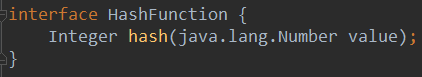 interface HashFunction {
    Integer hash(java.lang.Number value);
}